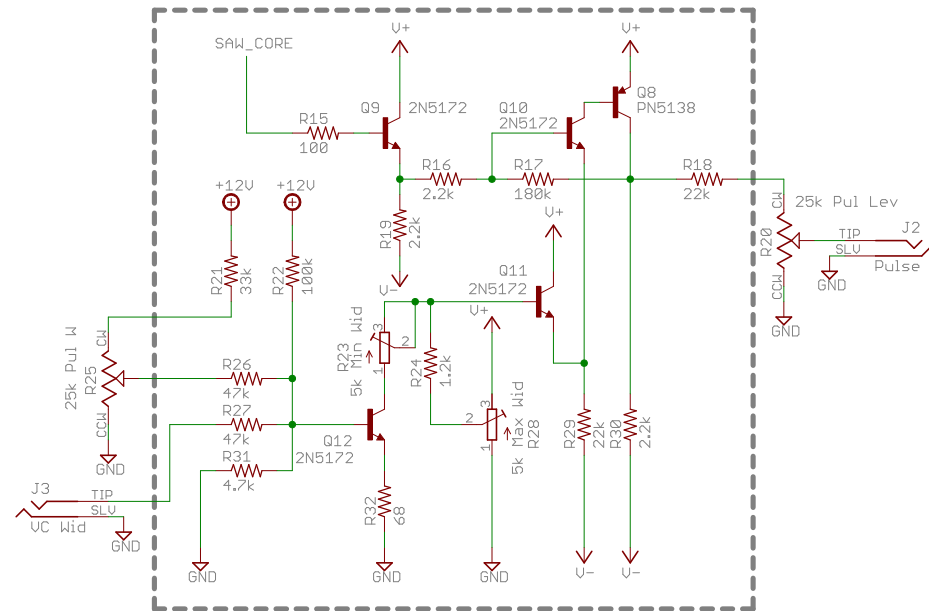 V+
V+
SAW_CORE
Q9
2N5172
Q10
2N5172
Q8
PN5138
R15
100
R16
2.2k
R17
180k
R18
22k
+12V
+12V
R19
2.2k
V-
25k Pul Lev
CW
R20
CCW
GND
J2
TIP
SLV
Pulse
GND
R21
33k
R22
100k
V+
Q11
2N5172
V+
25k Pul W
R25
CW
CCW
GND
R23
5k Min Wid
3
2
1
R24
1.2k
R26
47k
R27
47k
R31
4.7k
Q12
2N5172
3
2
1
5k Max Wid
R28
R29
22k
R30
2.2k
J3
TIP
SLV
VC Wid
GND
R32
68
GND
GND
GND
V-
V-